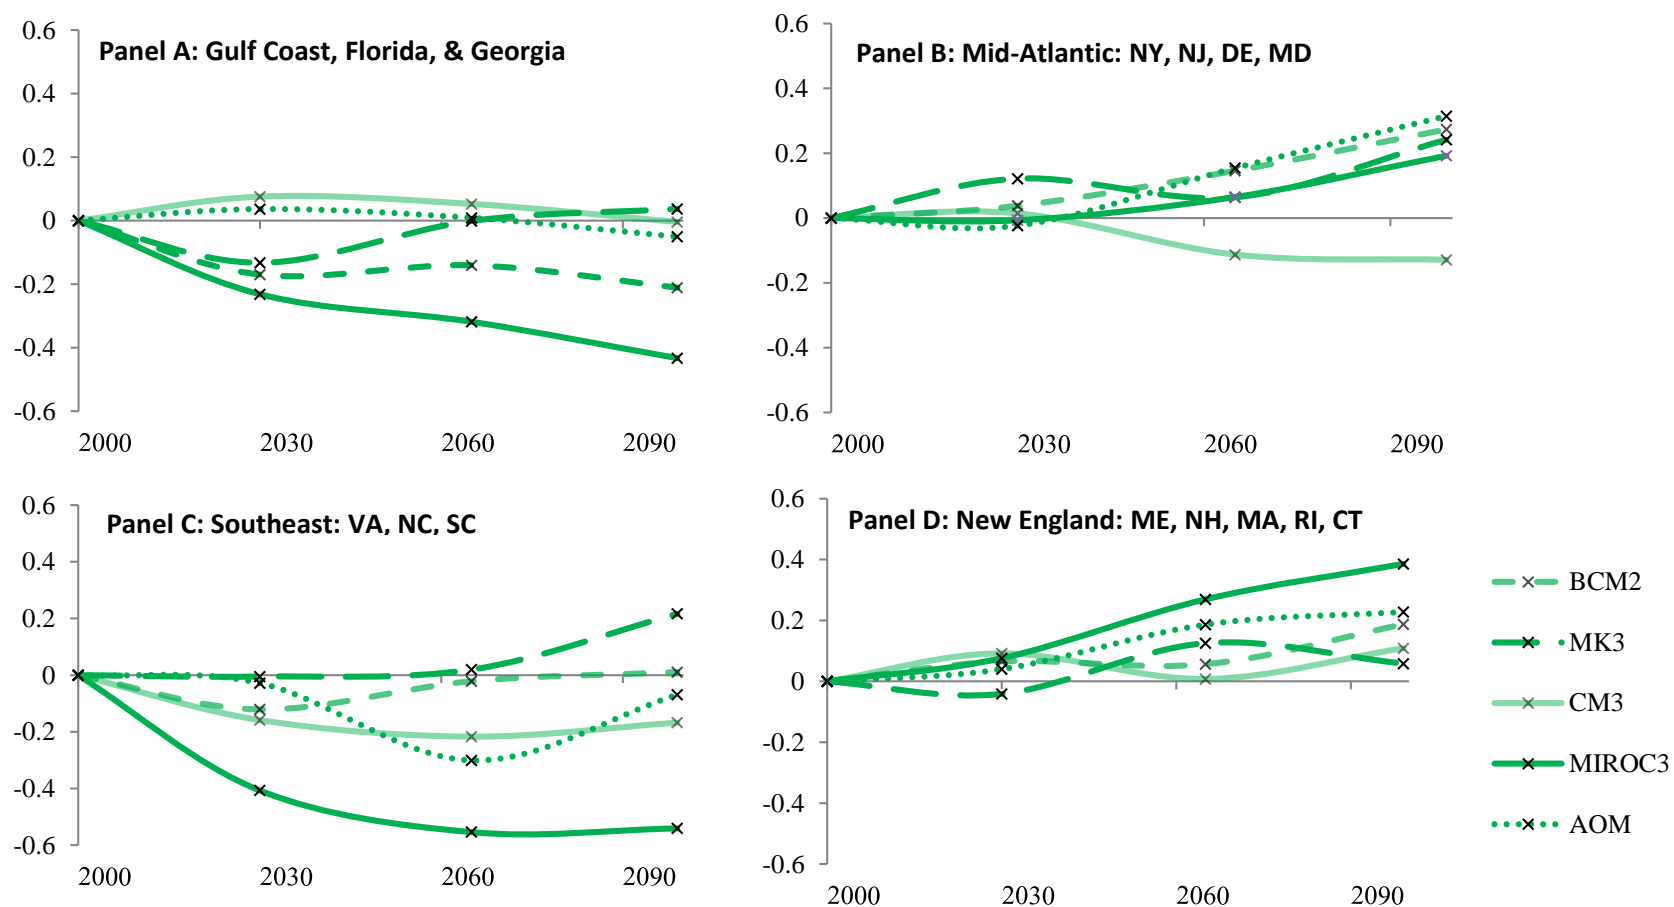 Panel A: Gulf Coast, Florida, & Georgia
0.6
0.4
0.2
0
-0.2
-0.4
-0.6
2000 2030 2060 2090
Panel B: Mid-Atlantic: NY, NJ, DE, MD
0.6
0.4
0.2
0
-0.2
-0.4
-0.6
2000 2030 2060 2090
Panel C: Southeast: VA, NC, SC
0.6
0.4
0.2
0
-0.2
-0.4
-0.6
2000 2030 2060 2090
Panel D: New England: ME, NH, MA, RI, CT
0.6
0.4
0.2
0
-0.2
-0.4
-0.6
2000 2030 2060 2090
BCM2
MK3
CM3
MIROC3
AOM